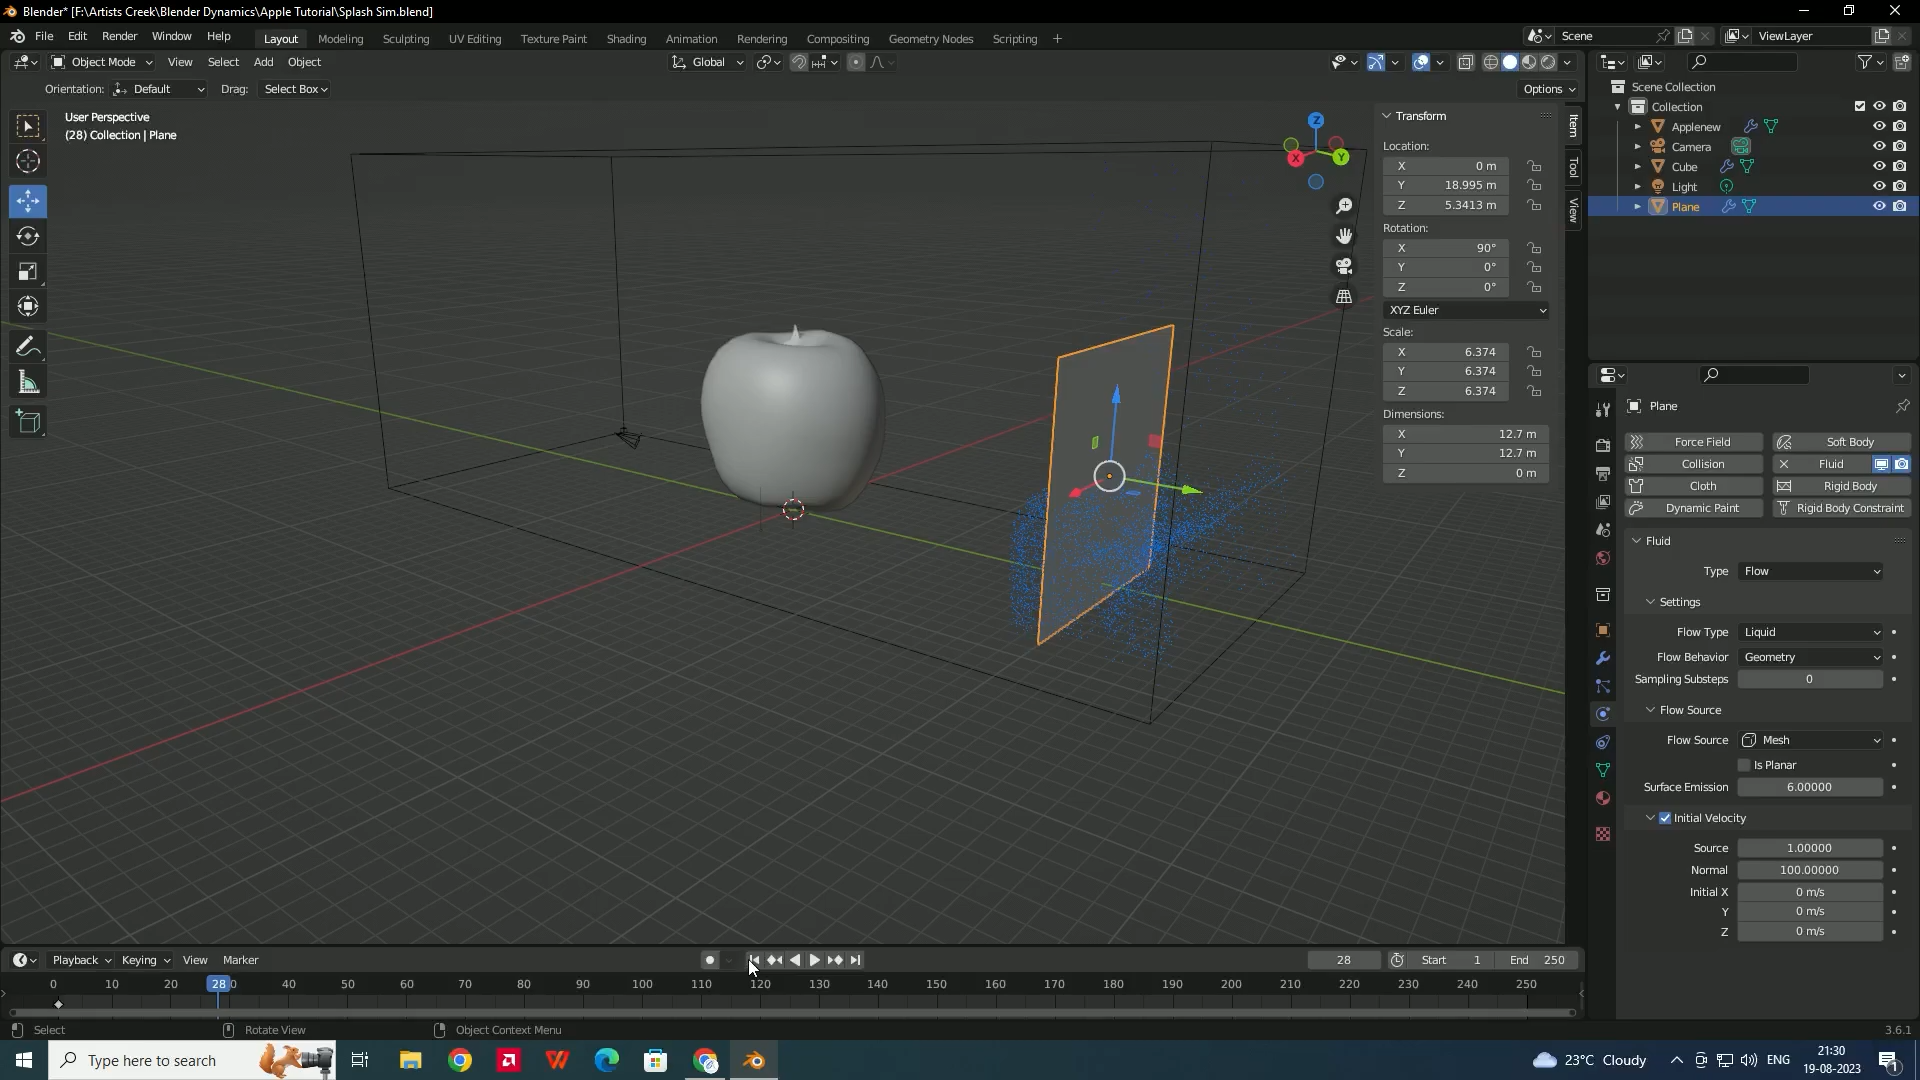 Blender* [F:\Artists Creek\Blender Dynamics\Apple Tutorial\Splash Sim.blend]
File Edit Render Window Help Layout Modeling Sculpting UV Editing Texture Paint Shading Animation Rendering Compositing Geometry Nodes Scripting + Scene ViewLayer
Object Mode View Select Add Object Global
Orientation: Default Drag: Select Box Options
User Perspective
(28) Collection | Plane
Z
Y
X
Transform
Location:
X 0 m
Y 18.995 m
Z 5.3413 m
Rotation:
X 90°
Y 0°
Z 0°
XYZ Euler
Scale:
X 6.374
Y 6.374
Z 6.374
Dimensions:
X 12.7 m
Y 12.7 m
Z 0 m
Item
Tool
View
Scene Collection
Collection
Applenew
Camera
Cube
Light
Plane
Plane
Force Field Soft Body
Collision Fluid
Cloth Rigid Body
Dynamic Paint Rigid Body Constraint
Fluid
Type Flow
Settings
Flow Type Liquid
Flow Behavior Geometry
Sampling Substeps 0
Flow Source
Flow Source Mesh
Is Planar
Surface Emission 6.00000
Initial Velocity
Source 1.00000
Normal 100.00000
Initial X 0 m/s
Y 0 m/s
Z 0 m/s
Playback Keying View Marker 28 Start 1 End 250
0 10 20 28 0 40 50 60 70 80 90 100 110 120 130 140 150 160 170 180 190 200 210 220 230 240 250
Select Rotate View Object Context Menu 3.6.1
Type here to search 23°C Cloudy ENG 21:30
19-08-2023
1